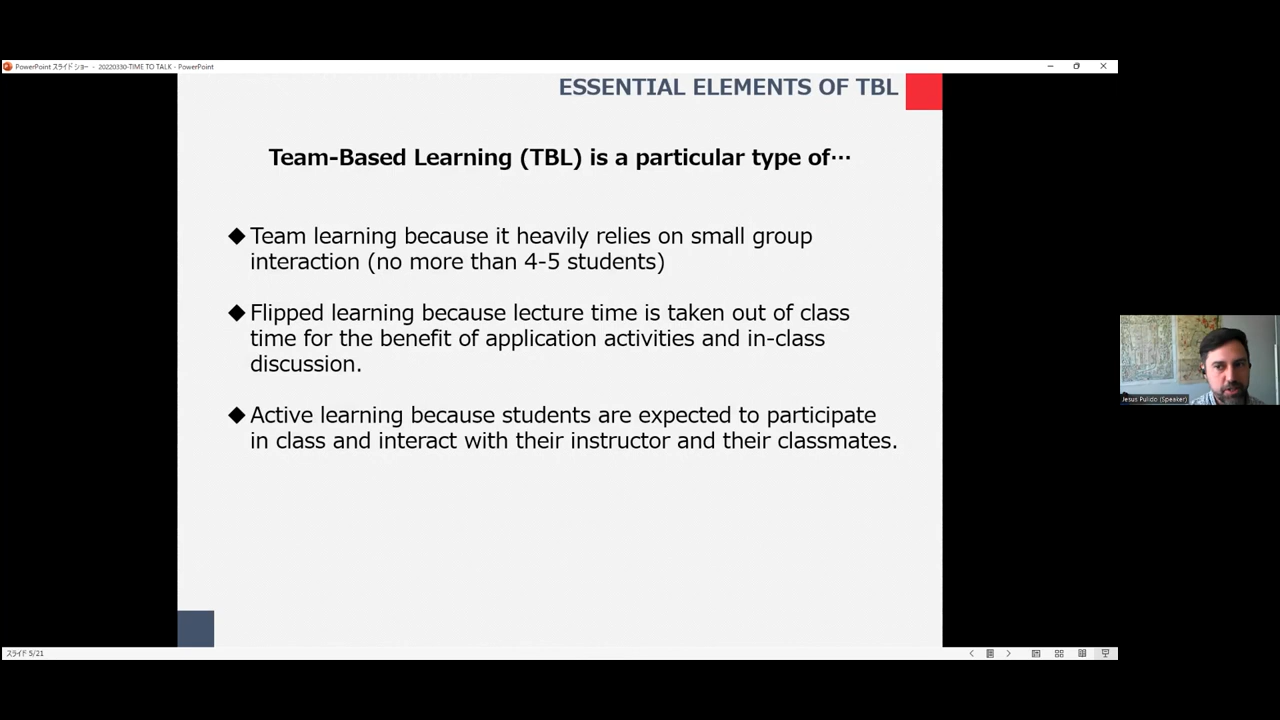 PowerPoint スライド ショー - 20220330-TIME TO TALK - PowerPoint
ESSENTIAL ELEMENTS OF TBL
Team-Based Learning (TBL) is a particular type of⋯
◆Team learning because it heavily relies on small group
interaction (no more than 4-5 students)
◆Flipped learning because lecture time is taken out of class
time for the benefit of application activities and in-class
discussion.
◆Active learning because students are expected to participate
in class and interact with their instructor and their classmates.
Jesus Pulido (Speaker)
スライド 5/21